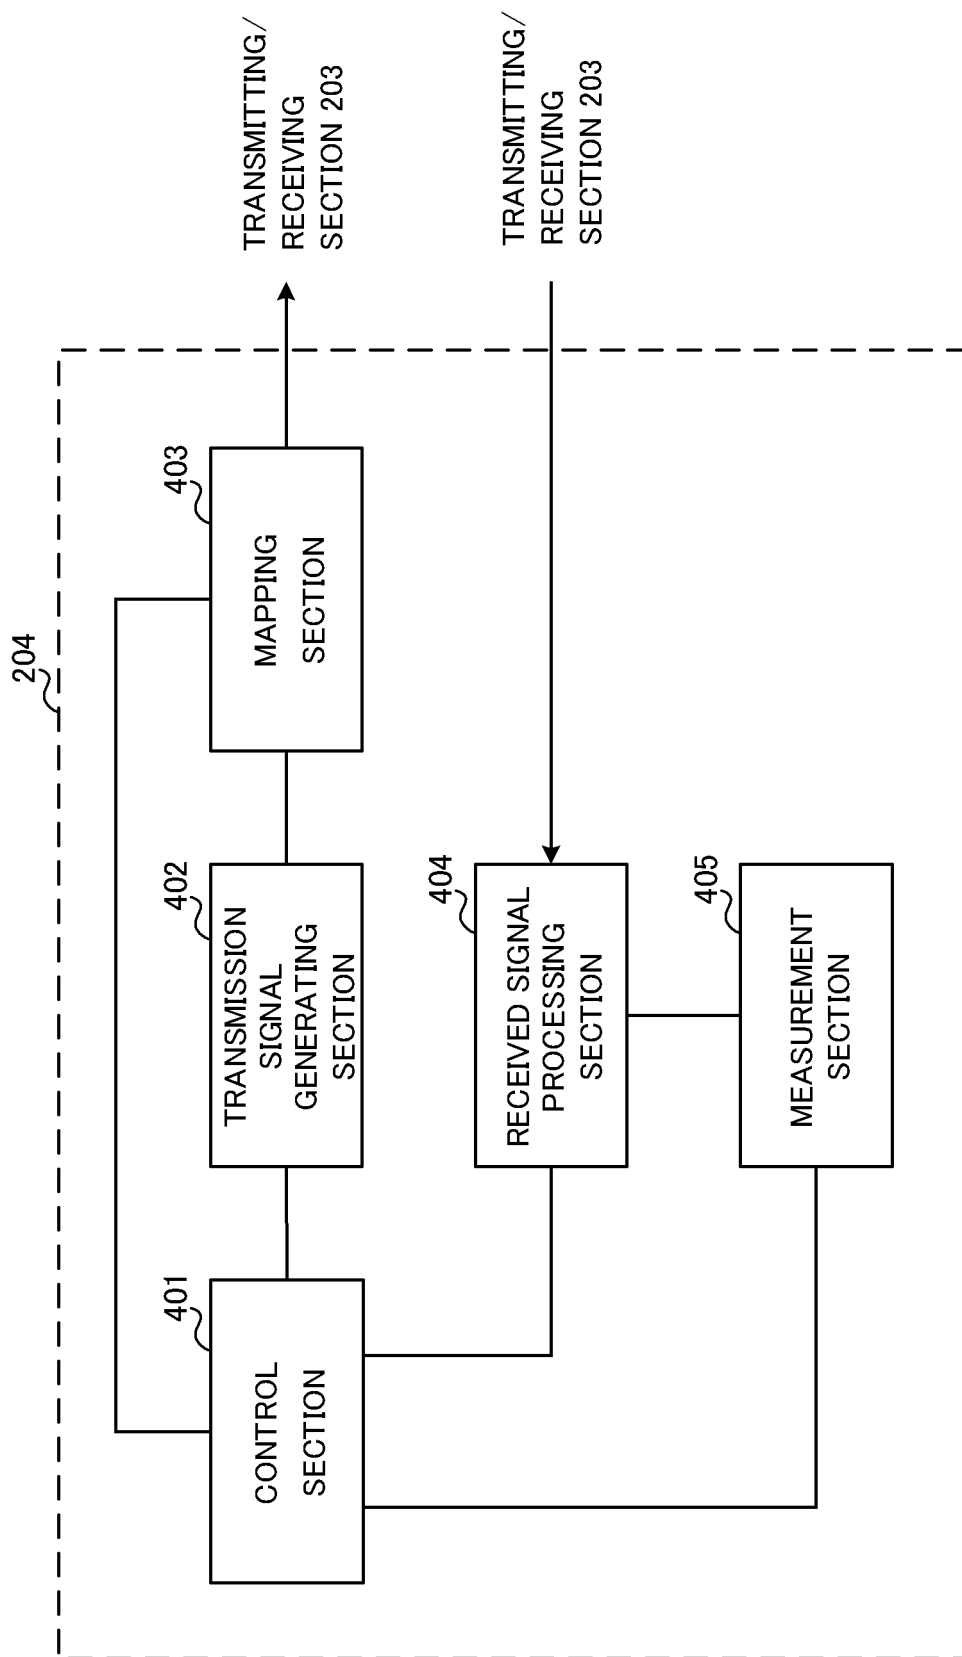 204
401
CONTROL
SECTION
402
TRANSMISSION
SIGNAL
GENERATING
SECTION
403
MAPPING
SECTION
TRANSMITTING/
RECEIVING
SECTION 203
404
RECEIVED SIGNAL
PROCESSING
SECTION
TRANSMITTING/
RECEIVING
SECTION 203
405
MEASUREMENT
SECTION